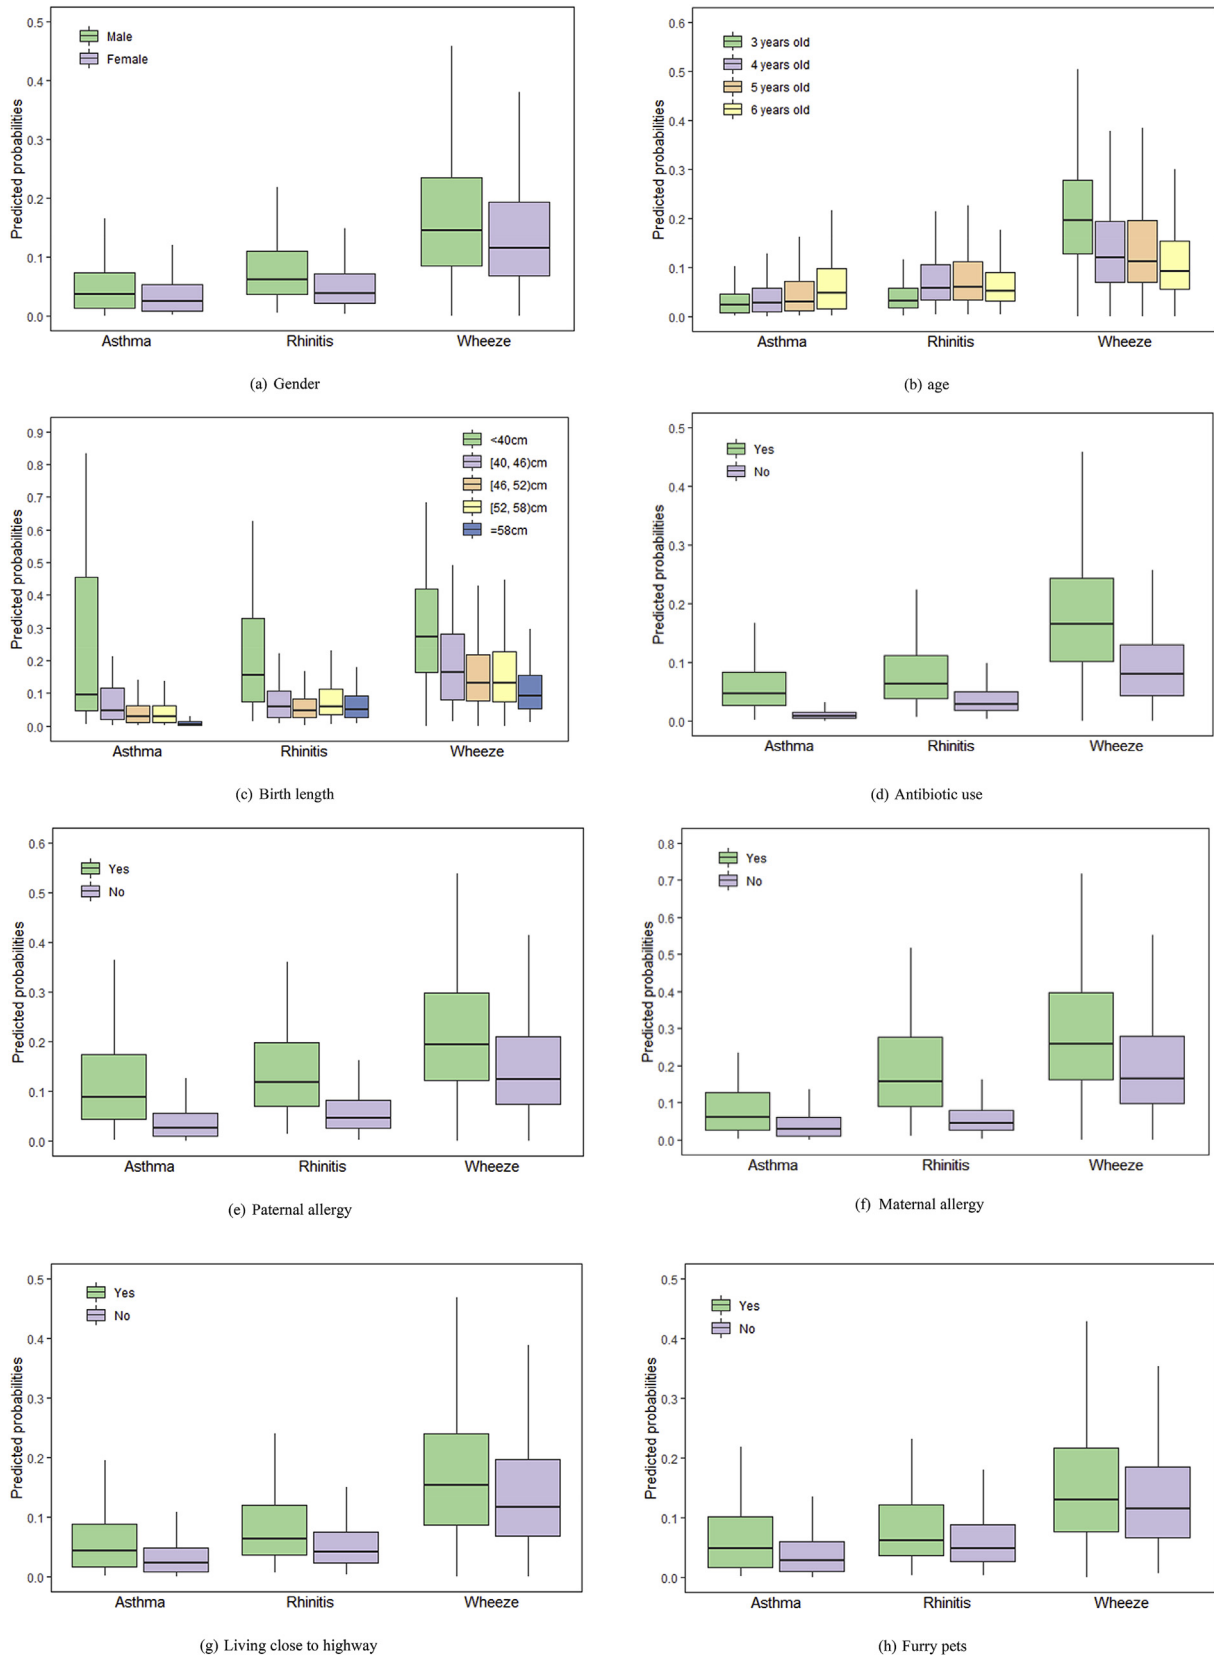 Predicted probabilities
0.5
0.4
0.3
0.2
0.1
0.0
Male
Female
Asthma Rhinitis Wheeze
(a) Gender
Predicted probabilities
0.6
0.5
0.4
0.3
0.2
0.1
0.0
3 years old
4 years old
5 years old
6 years old
Asthma Rhinitis Wheeze
(b) age
Predicted probabilities
0.9
0.8
0.7
0.6
0.5
0.4
0.3
0.2
0.1
0.0
<40cm
[40, 46)cm
[46, 52)cm
[52, 58)cm
=58cm
Asthma Rhinitis Wheeze
(c) Birth length
Predicted probabilities
0.5
0.4
0.3
0.2
0.1
0.0
Yes
No
Asthma Rhinitis Wheeze
(d) Antibiotic use
Predicted probabilities
0.6
0.5
0.4
0.3
0.2
0.1
0.0
Yes
No
Asthma Rhinitis Wheeze
(e) Paternal allergy
Predicted probabilities
0.8
0.7
0.6
0.5
0.4
0.3
0.2
0.1
0.0
Yes
No
Asthma Rhinitis Wheeze
(f) Maternal allergy
Predicted probabilities
0.5
0.4
0.3
0.2
0.1
0.0
Yes
No
Asthma Rhinitis Wheeze
(g) Living close to highway
Predicted probabilities
0.5
0.4
0.3
0.2
0.1
0.0
Yes
No
Asthma Rhinitis Wheeze
(h) Furry pets